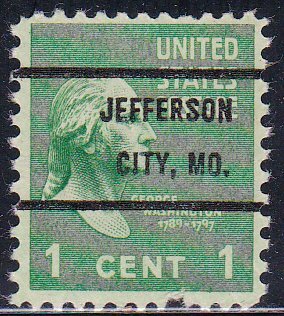 UNITED
STATES
JEFFERSON
CITY, MO.
GEORGE
WASHINGTON
1789-1797
1 CENT 1